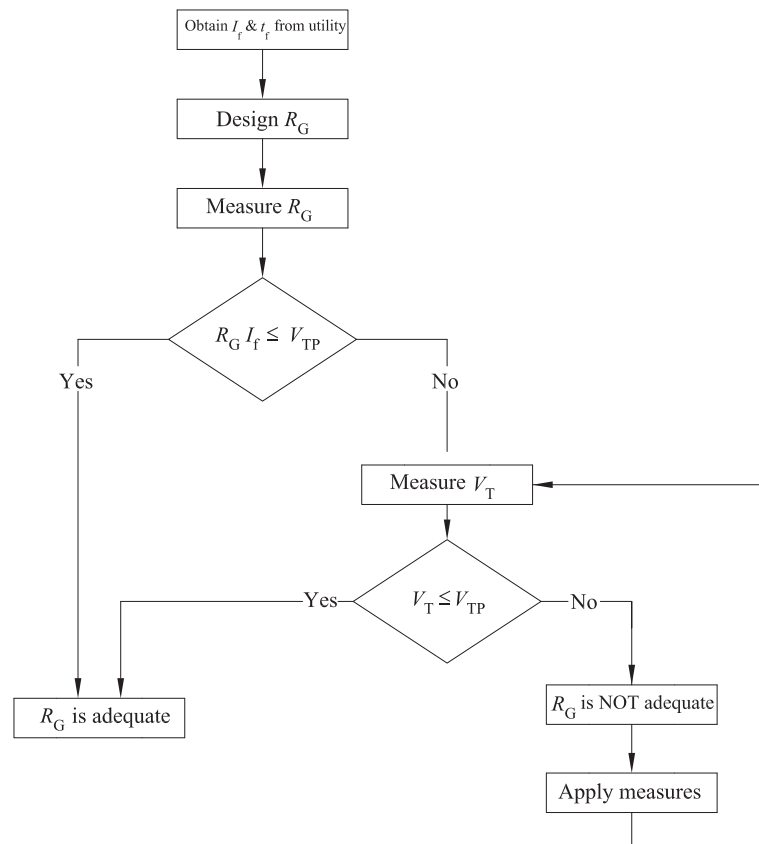 Obtain I_f & t_f from utility
Design R_G
Measure R_G
R_G I_f ≤ V_TP
Yes
No
Measure V_T
Yes
V_T ≤ V_TP
No
R_G is adequate
R_G is NOT adequate
Apply measures